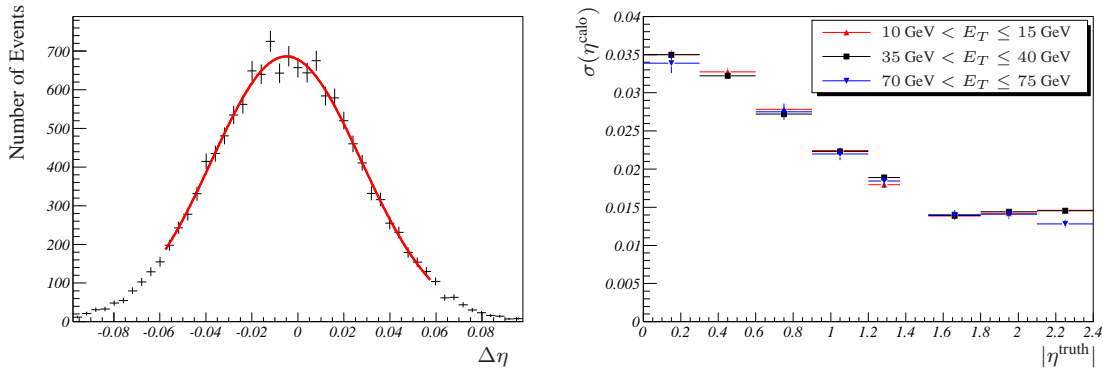 Number of Events
700
600
500
400
300
200
100
0
-0.08 -0.06 -0.04 -0.02 0 0.02 0.04 0.06 0.08
Δη
σ(η^calo)
0.04
0.035
0.03
0.025
0.02
0.015
0.01
0.005
0
10 GeV < E_T ≤ 15 GeV
35 GeV < E_T ≤ 40 GeV
70 GeV < E_T ≤ 75 GeV
0 0.2 0.4 0.6 0.8 1 1.2 1.4 1.6 1.8 2 2.2 2.4
|η^truth|